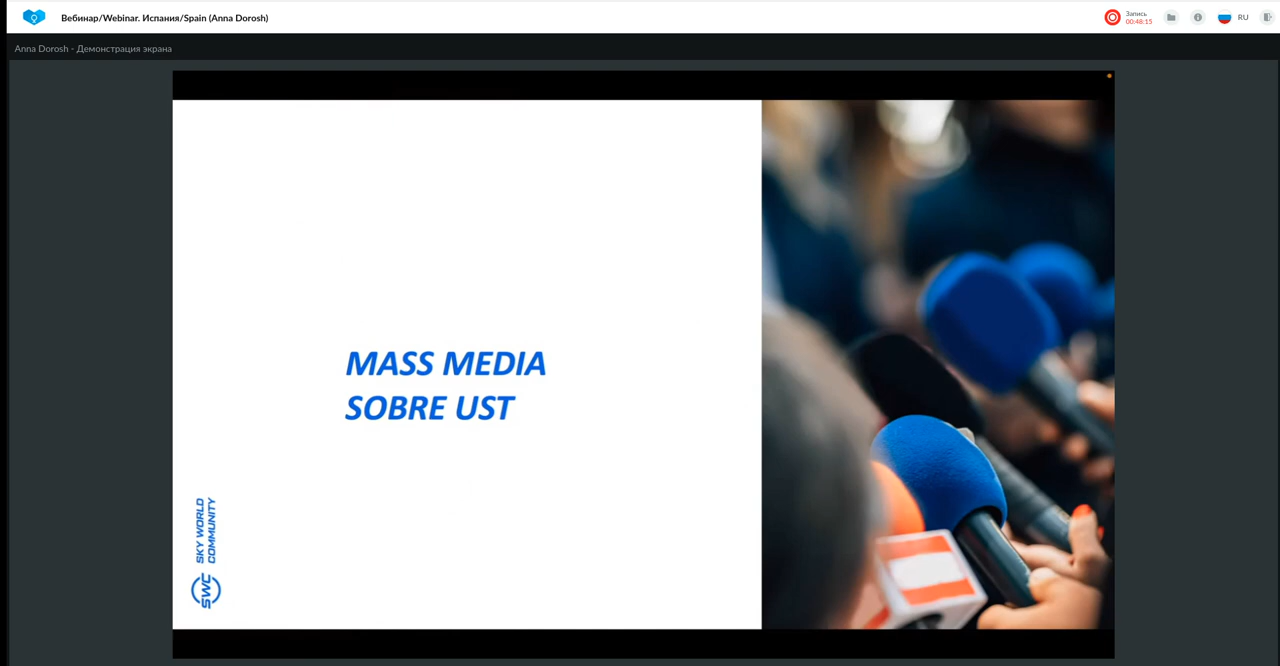 Вебинар/Webinar. Испания/Spain (Anna Dorosh)
Запись
00:48:15
RU
Anna Dorosh - Демонстрация экрана
MASS MEDIA
SOBRE UST
SKY WORLD
COMMUNITY
SWC